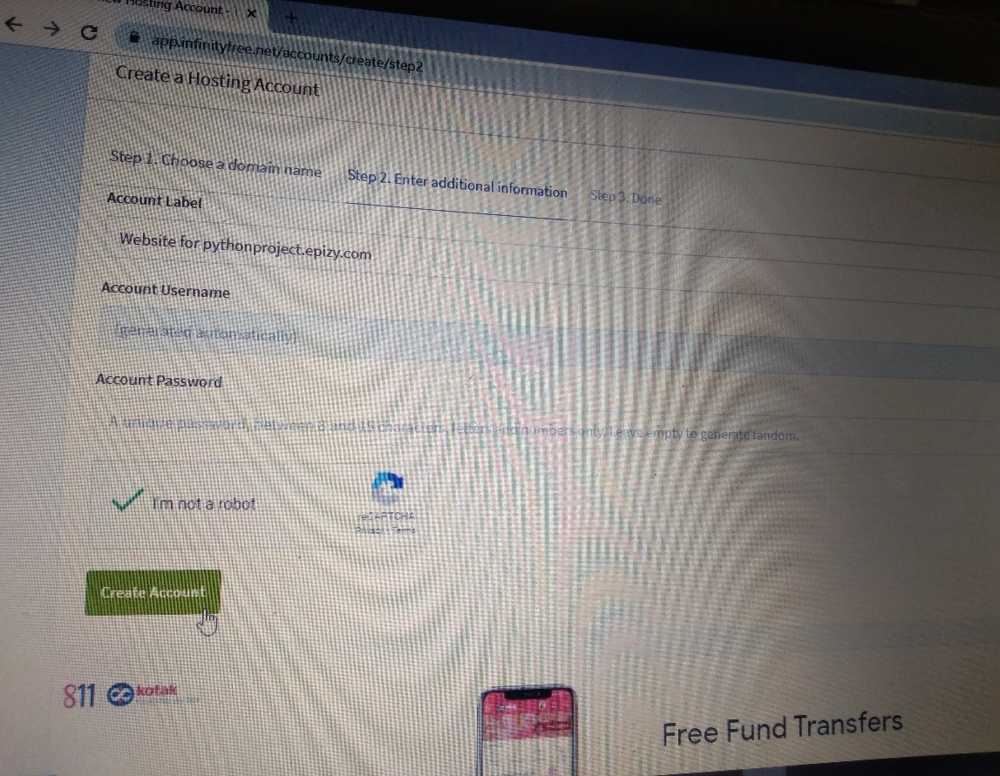 Hosting Account -
app.infinityfree.net/accounts/create/step2
Create a Hosting Account
Step 1. Choose a domain name Step 2. Enter additional information Step 3. Done
Account Label
Website for pythonproject.epizy.com
Account Username
(generated automatically)
Account Password
A unique password, between 8 and 15 characters, letters and numbers only. Leave empty to generate random.
I'm not a robot
reCAPTCHA
Privacy - Terms
Create Account
811 kotak
Free Fund Transfers